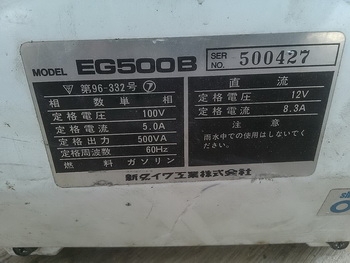 MODEL EG500B
SER NO. 500427
▽ 第96-332号 ⑦
相数 単相
定格電圧 100V
定格電流 5.0A
定格出力 500VA
定格周波数 60Hz
燃料 ガソリン
直流
定格電圧 12V
定格電流 8.3A
注意
雨水中での使用はしないでください。
新ダイワ工業株式会社